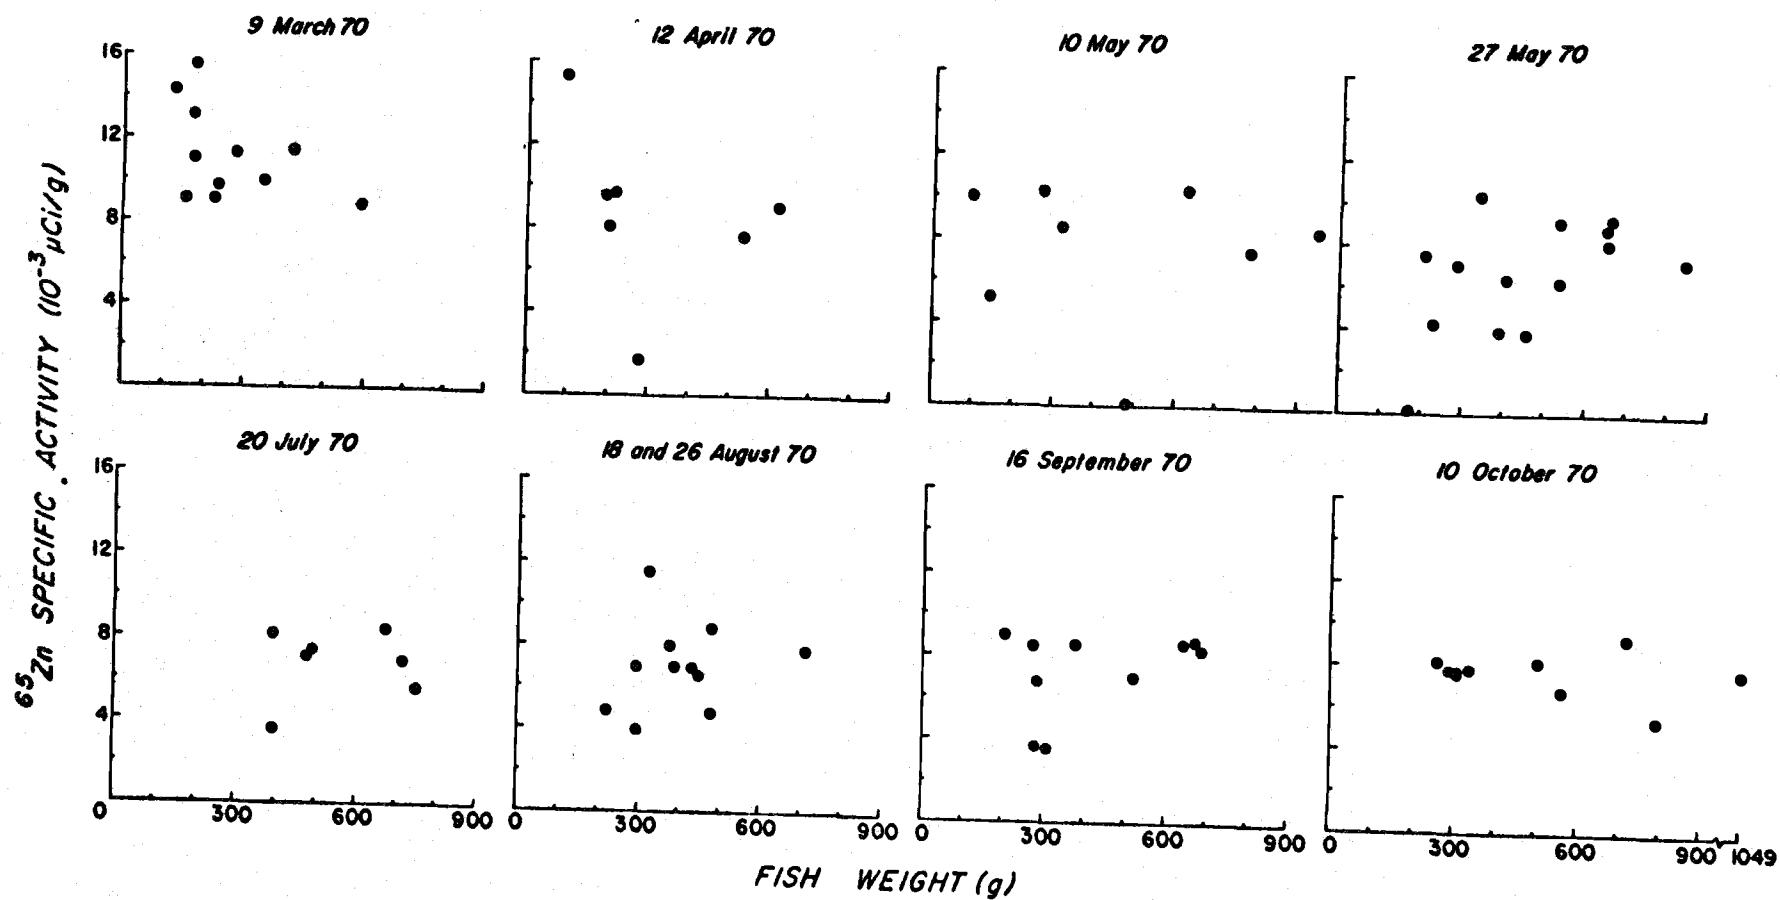 9 March 70
12 April 70
10 May 70
27 May 70
16
12
8
4
20 July 70
18 and 26 August 70
16 September 70
10 October 70
16
12
8
4
0 300 600 900
0 300 600 900
0 300 600 900
0 300 600 900 1049
65Zn SPECIFIC ACTIVITY (10-3 μCi/g)
FISH WEIGHT (g)